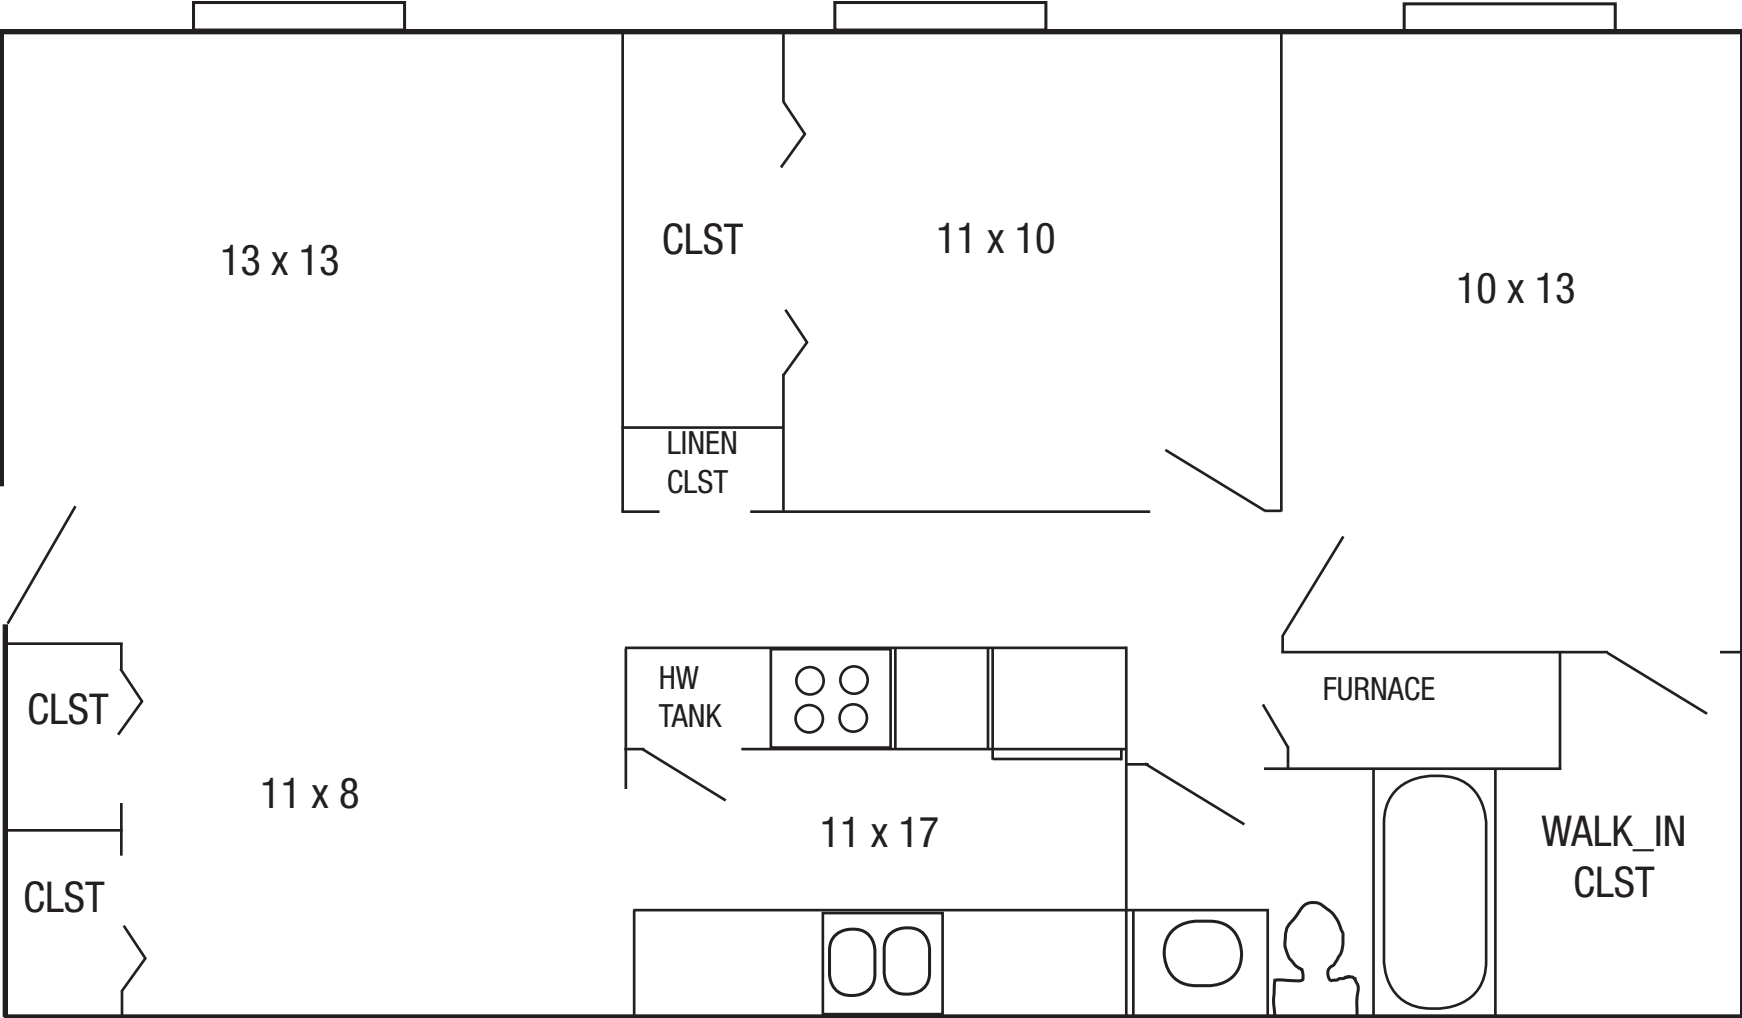 13 x 13
CLST
11 x 10
10 x 13
LINEN
CLST
CLST
HW
TANK
FURNACE
11 x 8
11 x 17
WALK_IN
CLST
CLST